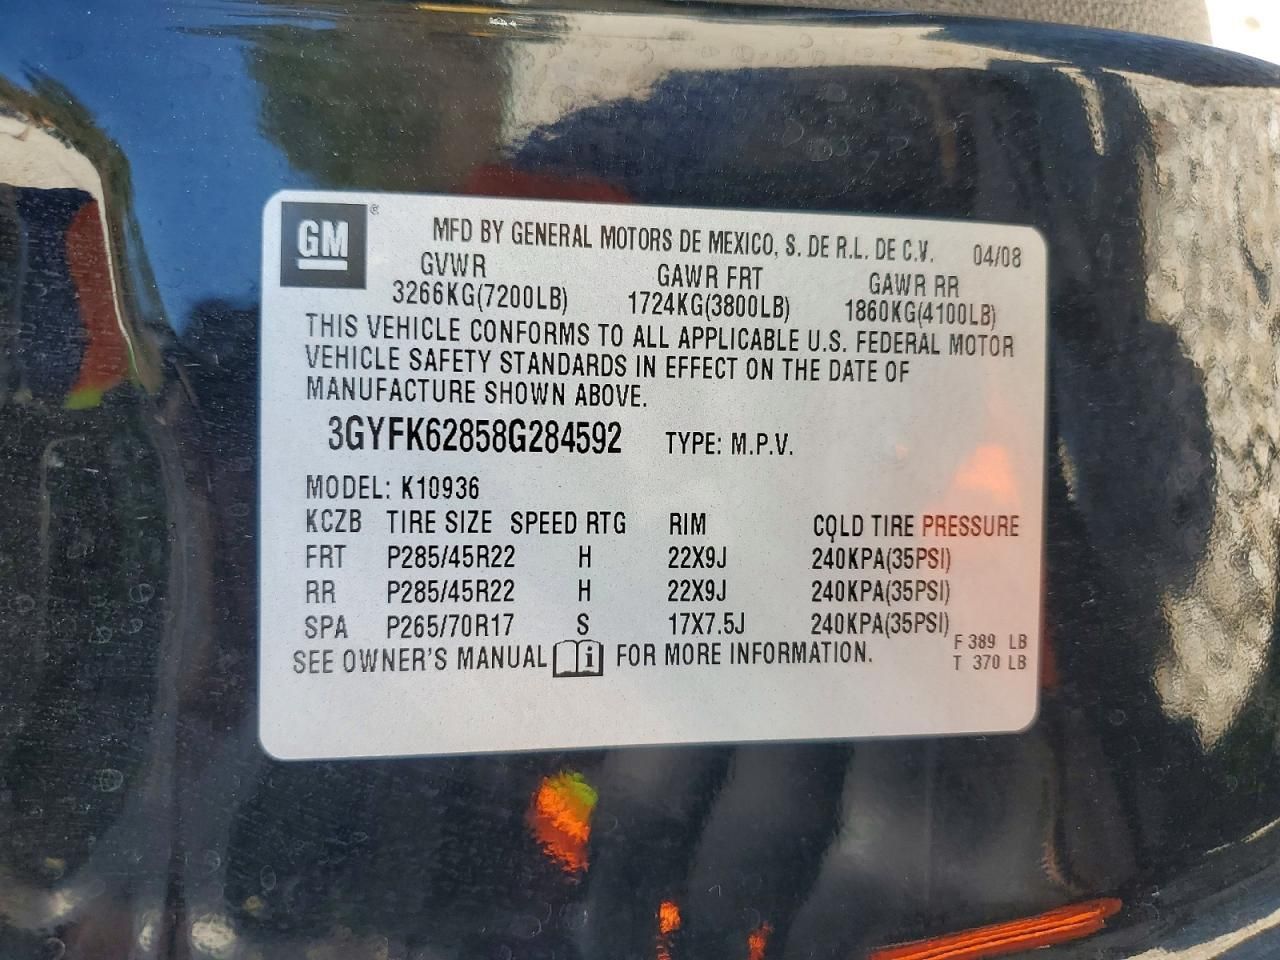 GM
MFD BY GENERAL MOTORS DE MEXICO, S. DE R.L. DE C.V. 04/08
GVWR GAWR FRT GAWR RR
3266KG(7200LB) 1724KG(3800LB) 1860KG(4100LB)
THIS VEHICLE CONFORMS TO ALL APPLICABLE U.S. FEDERAL MOTOR
VEHICLE SAFETY STANDARDS IN EFFECT ON THE DATE OF
MANUFACTURE SHOWN ABOVE.
3GYFK62858G284592 TYPE: M.P.V.
MODEL: K10936
KCZB TIRE SIZE SPEED RTG RIM COLD TIRE PRESSURE
FRT P285/45R22 H 22X9J 240KPA(35PSI)
RR P285/45R22 H 22X9J 240KPA(35PSI)
SPA P265/70R17 S 17X7.5J 240KPA(35PSI)
SEE OWNER'S MANUAL i FOR MORE INFORMATION.
F 389 LB
T 370 LB